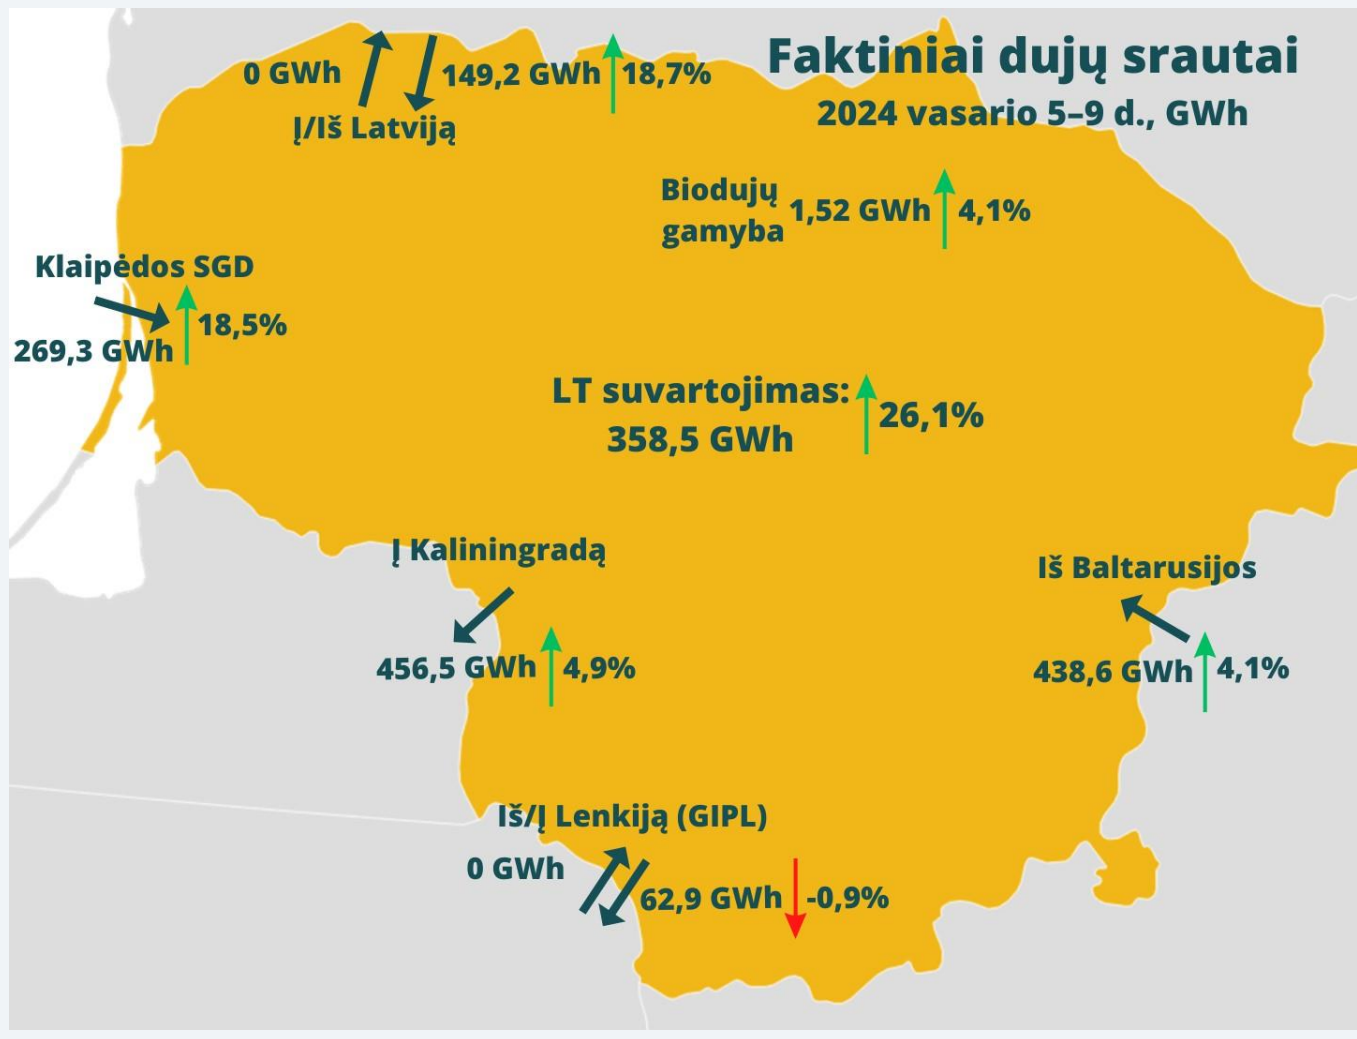 Faktiniai dujų srautai
2024 vasario 5–9 d., GWh
0 GWh
149,2 GWh
18,7%
Į/Iš Latviją
Biodujų
gamyba
1,52 GWh
4,1%
Klaipėdos SGD
18,5%
269,3 GWh
LT suvartojimas:
358,5 GWh
26,1%
Į Kaliningradą
456,5 GWh
4,9%
Iš Baltarusijos
438,6 GWh
4,1%
Iš/Į Lenkiją (GIPL)
0 GWh
62,9 GWh
-0,9%